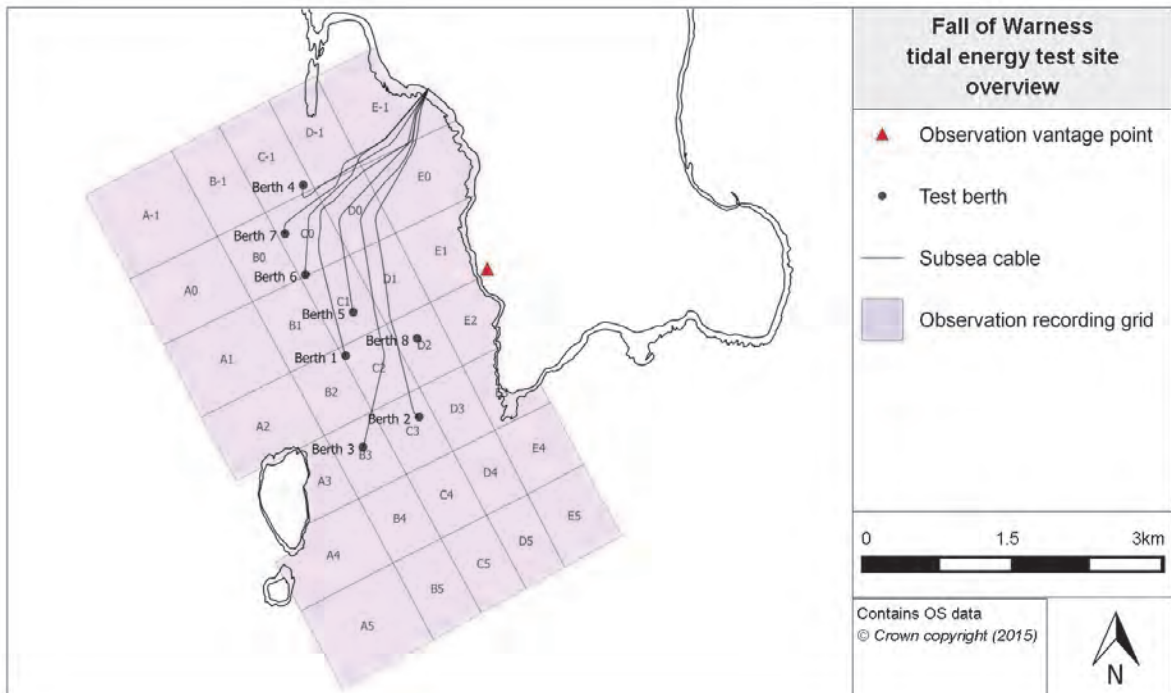 Fall of Warness
tidal energy test site
overview
Observation vantage point
Test berth
Subsea cable
Observation recording grid
0 1.5 3km
Contains OS data
© Crown copyright (2015)
N
E-1
D-1
C-1
B-1
A-1
E0
D0
C0
B0
A0
E1
D1
C1
B1
A1
E2
D2
C2
B2
A2
D3
C3
B3
A3
E4
D4
C4
B4
A4
E5
D5
C5
B5
A5
Berth 4
Berth 7
Berth 6
Berth 5
Berth 8
Berth 1
Berth 2
Berth 3